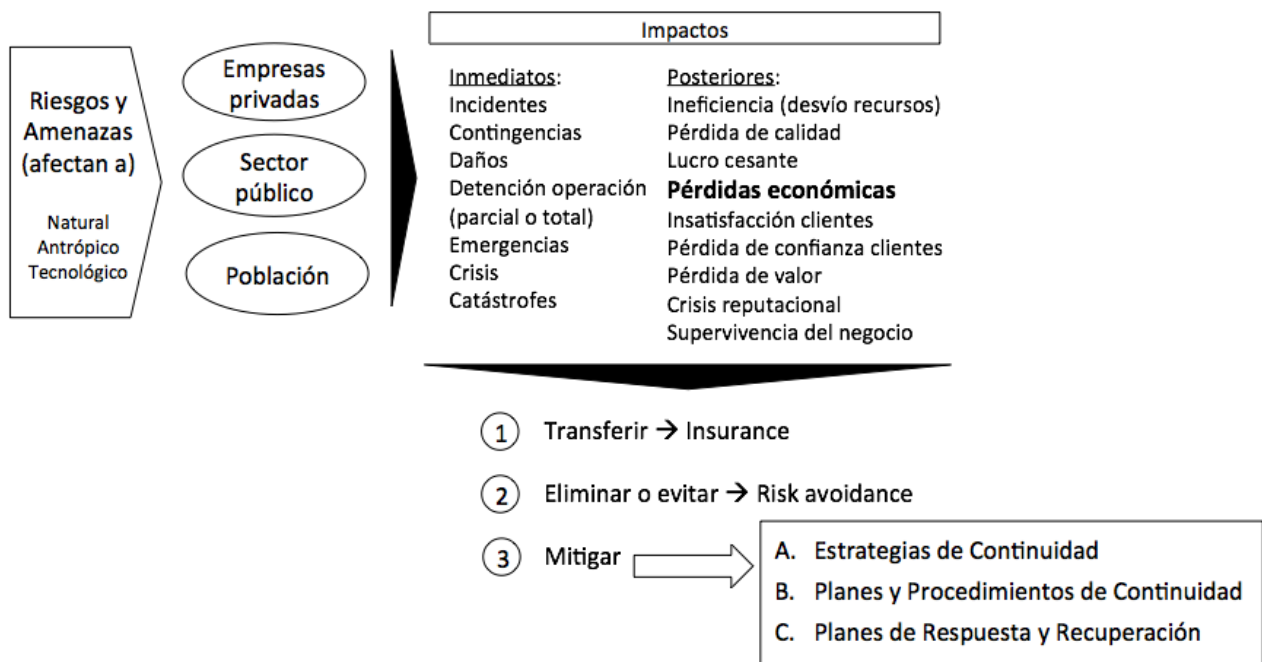 Riesgos y
Amenazas
(afectan a)
Natural
Antrópico
Tecnológico
Empresas
privadas
Sector
público
Población
Impactos
Inmediatos:
Incidentes
Contingencias
Daños
Detención operación
(parcial o total)
Emergencias
Crisis
Catástrofes
Posteriores:
Ineficiencia (desvío recursos)
Pérdida de calidad
Lucro cesante
Pérdidas económicas
Insatisfacción clientes
Pérdida de confianza clientes
Pérdida de valor
Crisis reputacional
Supervivencia del negocio
1 Transferir → Insurance
2 Eliminar o evitar → Risk avoidance
3 Mitigar
A. Estrategias de Continuidad
B. Planes y Procedimientos de Continuidad
C. Planes de Respuesta y Recuperación